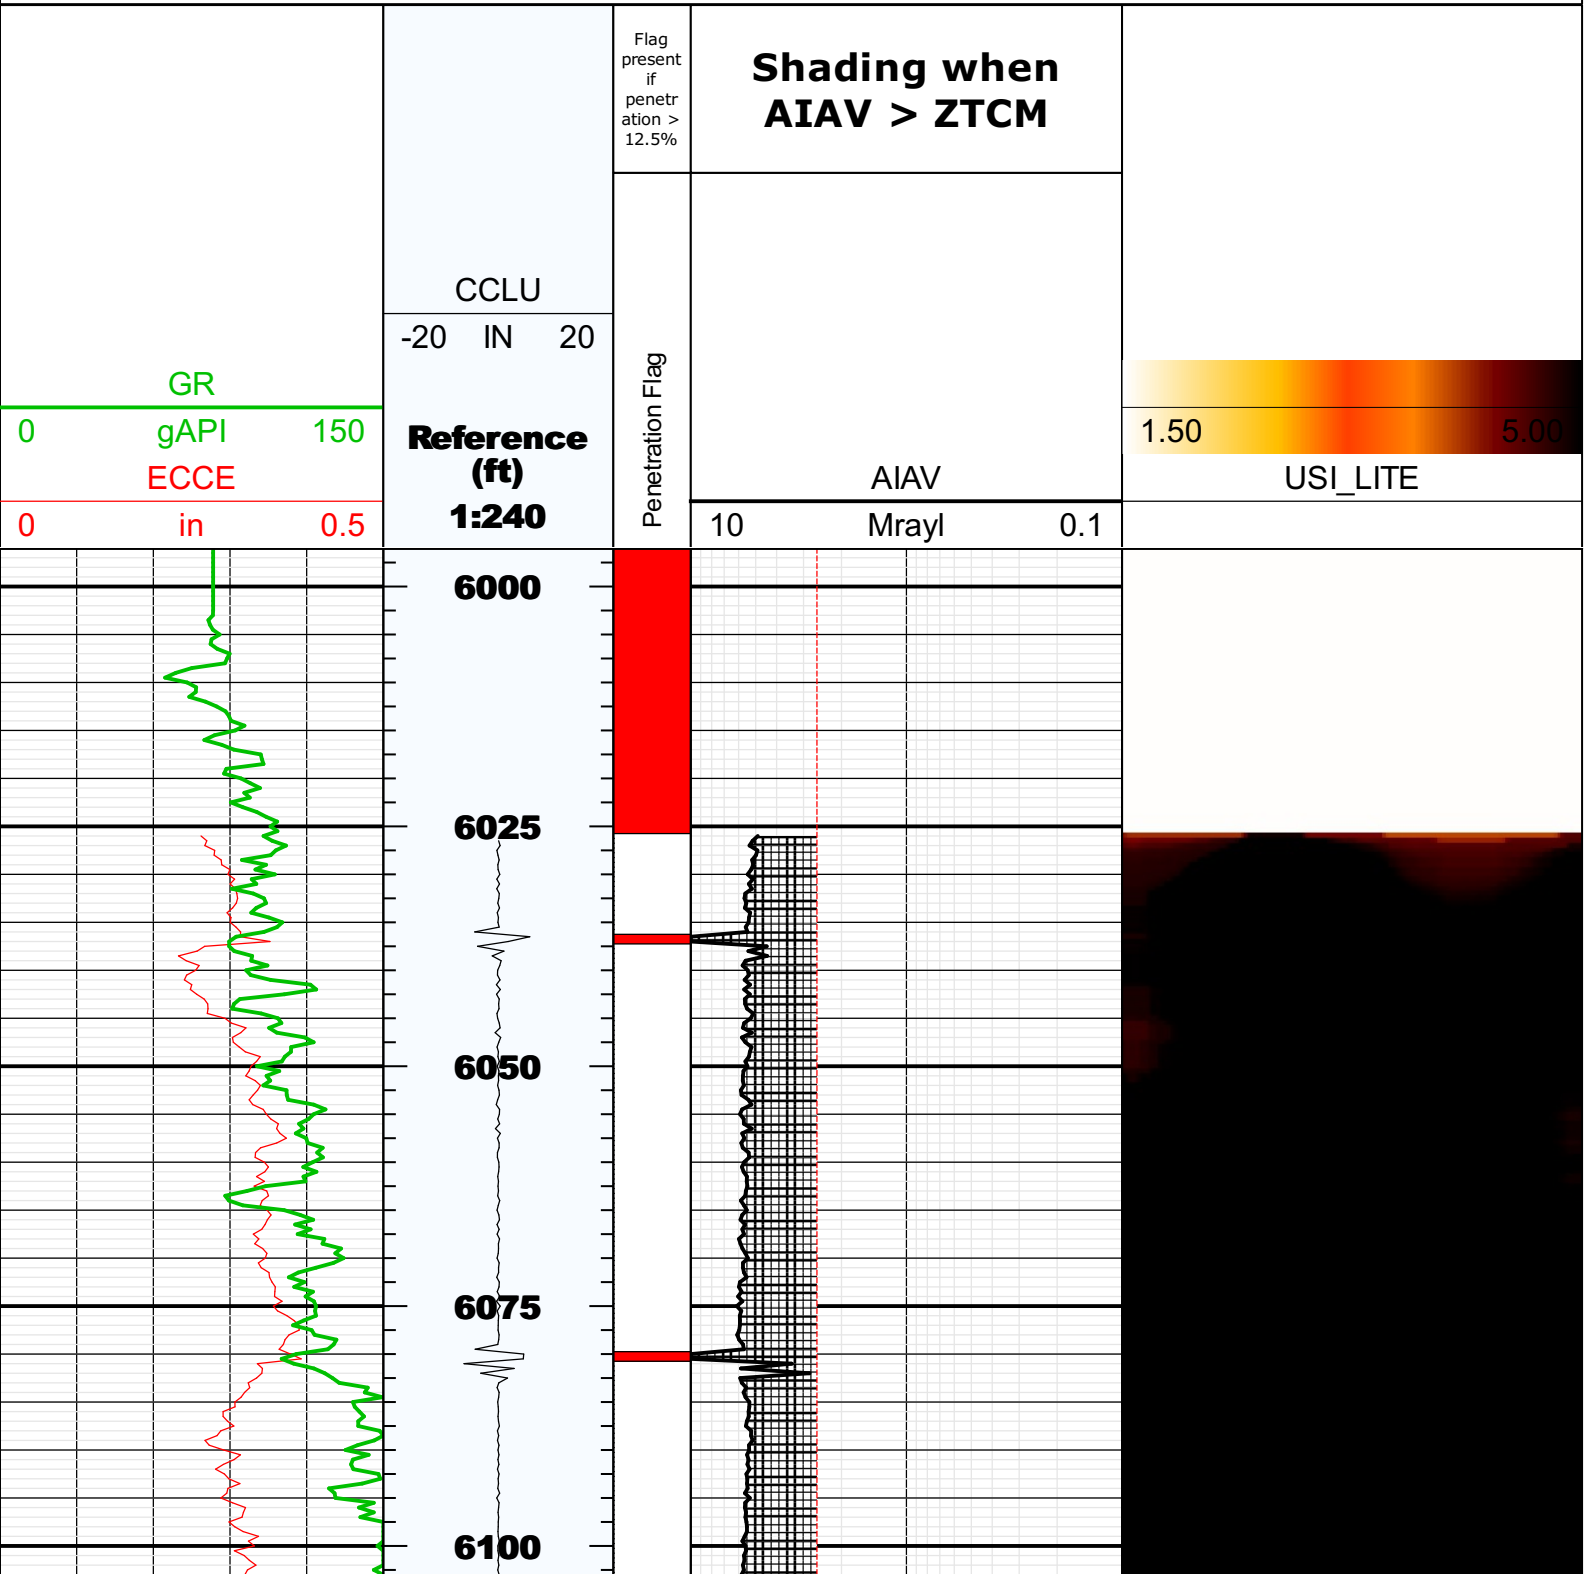 Flag
present
if
penetr
ation >
12.5%
Shading when
AIAV > ZTCM
CCLU
-20 IN 20
GR
0 gAPI 150
ECCE
0 in 0.5
Reference
(ft)
1:240
Penetration Flag
AIAV
10 Mrayl 0.1
1.50 5.00
USI_LITE
6000
6025
6050
6075
6100